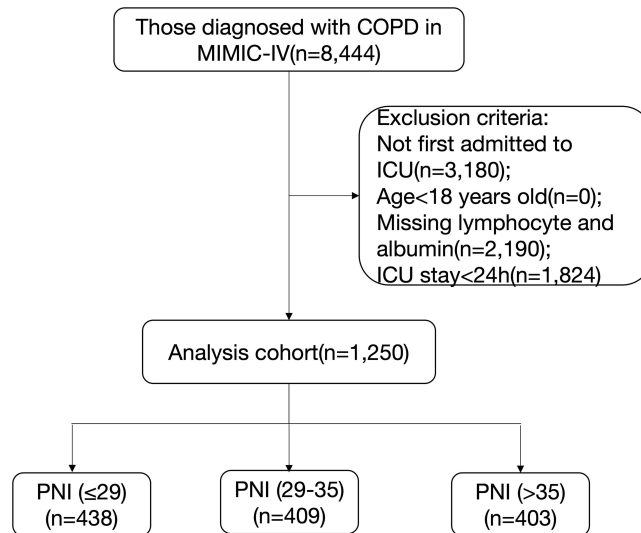 Those diagnosed with COPD in
MIMIC-IV(n=8,444)
Exclusion criteria:
Not first admitted to
ICU(n=3,180);
Age<18 years old(n=0);
Missing lymphocyte and
albumin(n=2,190);
ICU stay<24h(n=1,824)
Analysis cohort(n=1,250)
PNI (≤29)
(n=438)
PNI (29-35)
(n=409)
PNI (>35)
(n=403)